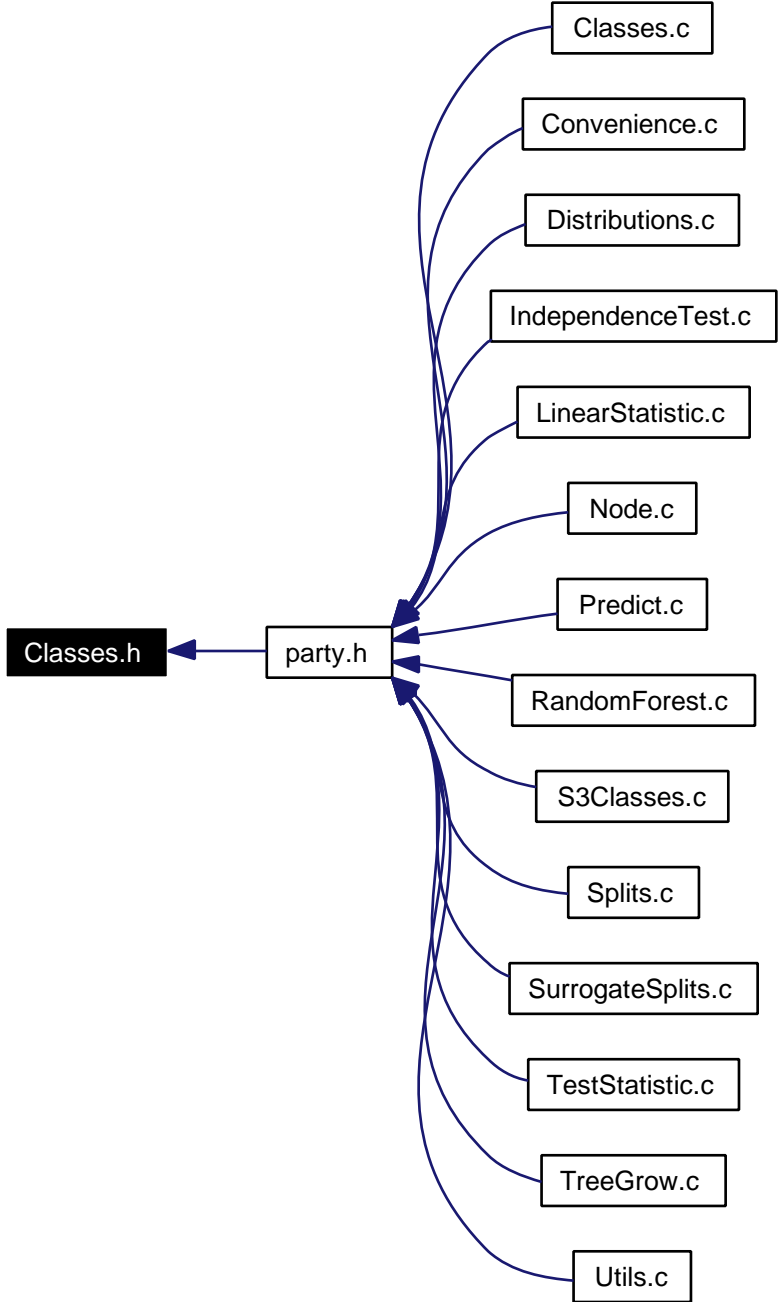 Classes.c
Convenience.c
Distributions.c
IndependenceTest.c
LinearStatistic.c
Node.c
Predict.c
Classes.h
party.h
RandomForest.c
S3Classes.c
Splits.c
SurrogateSplits.c
TestStatistic.c
TreeGrow.c
Utils.c